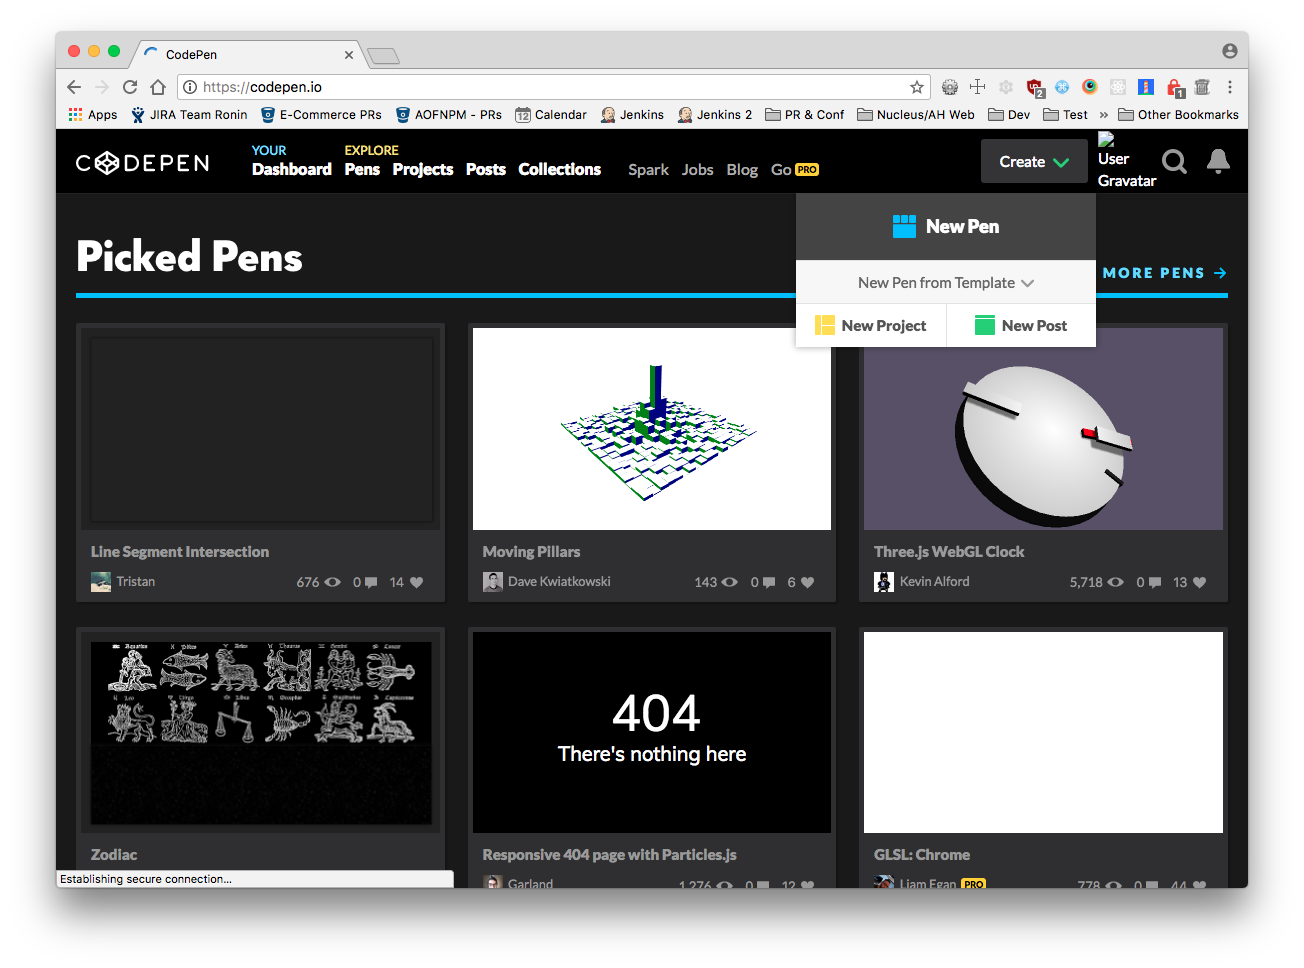 CodePen
https://codepen.io
Apps JIRA Team Ronin E-Commerce PRs AOFNPM - PRs 12 Calendar Jenkins Jenkins 2 PR & Conf Nucleus/AH Web Dev Test » Other Bookmarks
2 1
CODEPEN
YOUR
Dashboard
EXPLORE
Pens Projects Posts Collections
Spark Jobs Blog Go PRO
Create
User
Gravatar
New Pen
New Pen from Template
New Project New Post
Picked Pens
MORE PENS →
Line Segment Intersection
Tristan 676 0 14
Moving Pillars
Dave Kwiatkowski 143 0 6
Three.js WebGL Clock
Kevin Alford 5,718 0 13
404
There's nothing here
Zodiac
Responsive 404 page with Particles.js
Garland 1,276 0 12
GLSL: Chrome
Liam Egan PRO 778 0 44
Establishing secure connection...